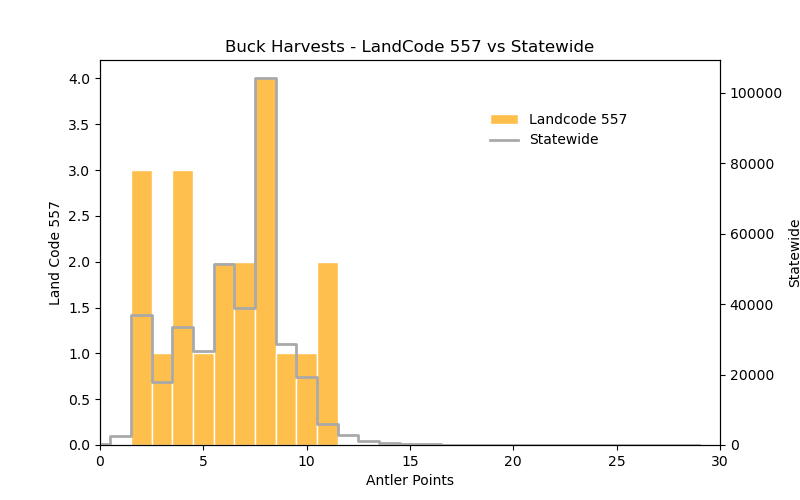 Buck Harvests - LandCode 557 vs Statewide
Landcode 557
Statewide
4.0
3.5
3.0
2.5
2.0
1.5
1.0
0.5
0.0
Land Code 557
100000
80000
60000
40000
20000
0
Statewide
0 5 10 15 20 25 30
Antler Points